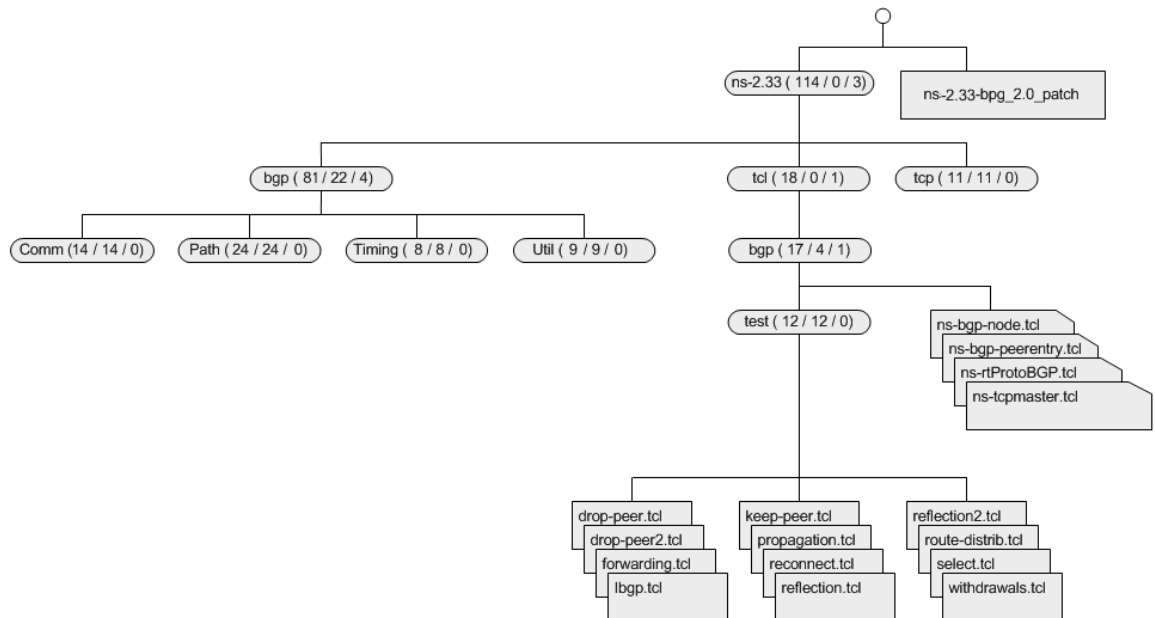 ns-2.33 ( 114 / 0 / 3)
ns-2.33-bpg_2.0_patch
bgp ( 81 / 22 / 4)
tcl ( 18 / 0 / 1)
tcp ( 11 / 11 / 0)
Comm (14 / 14 / 0)
Path ( 24 / 24 / 0)
Timing ( 8 / 8 / 0)
Util ( 9 / 9 / 0)
bgp ( 17 / 4 / 1)
test ( 12 / 12 / 0)
ns-bgp-node.tcl
ns-bgp-peerentry.tcl
ns-rtProtoBGP.tcl
ns-tcpmaster.tcl
drop-peer.tcl
drop-peer2.tcl
forwarding.tcl
Ibgp.tcl
keep-peer.tcl
propagation.tcl
reconnect.tcl
reflection.tcl
reflection2.tcl
route-distrib.tcl
select.tcl
withdrawals.tcl